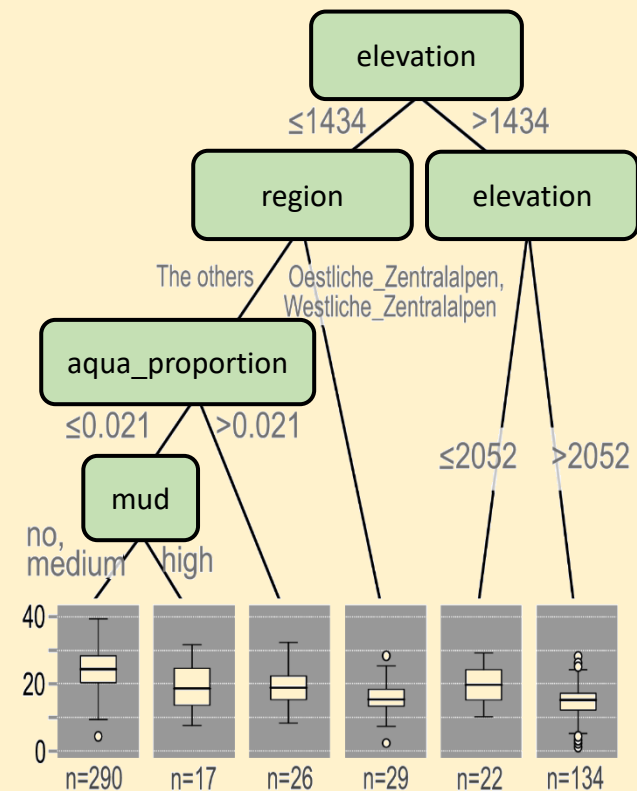 elevation
≤1434 >1434
region elevation
The others Oestliche_Zentralalpen,
Westliche_Zentralalpen
aqua_proportion
≤0.021 >0.021
≤2052 >2052
mud
no,
medium high
40
20
0
n=290 n=17 n=26 n=29 n=22 n=134